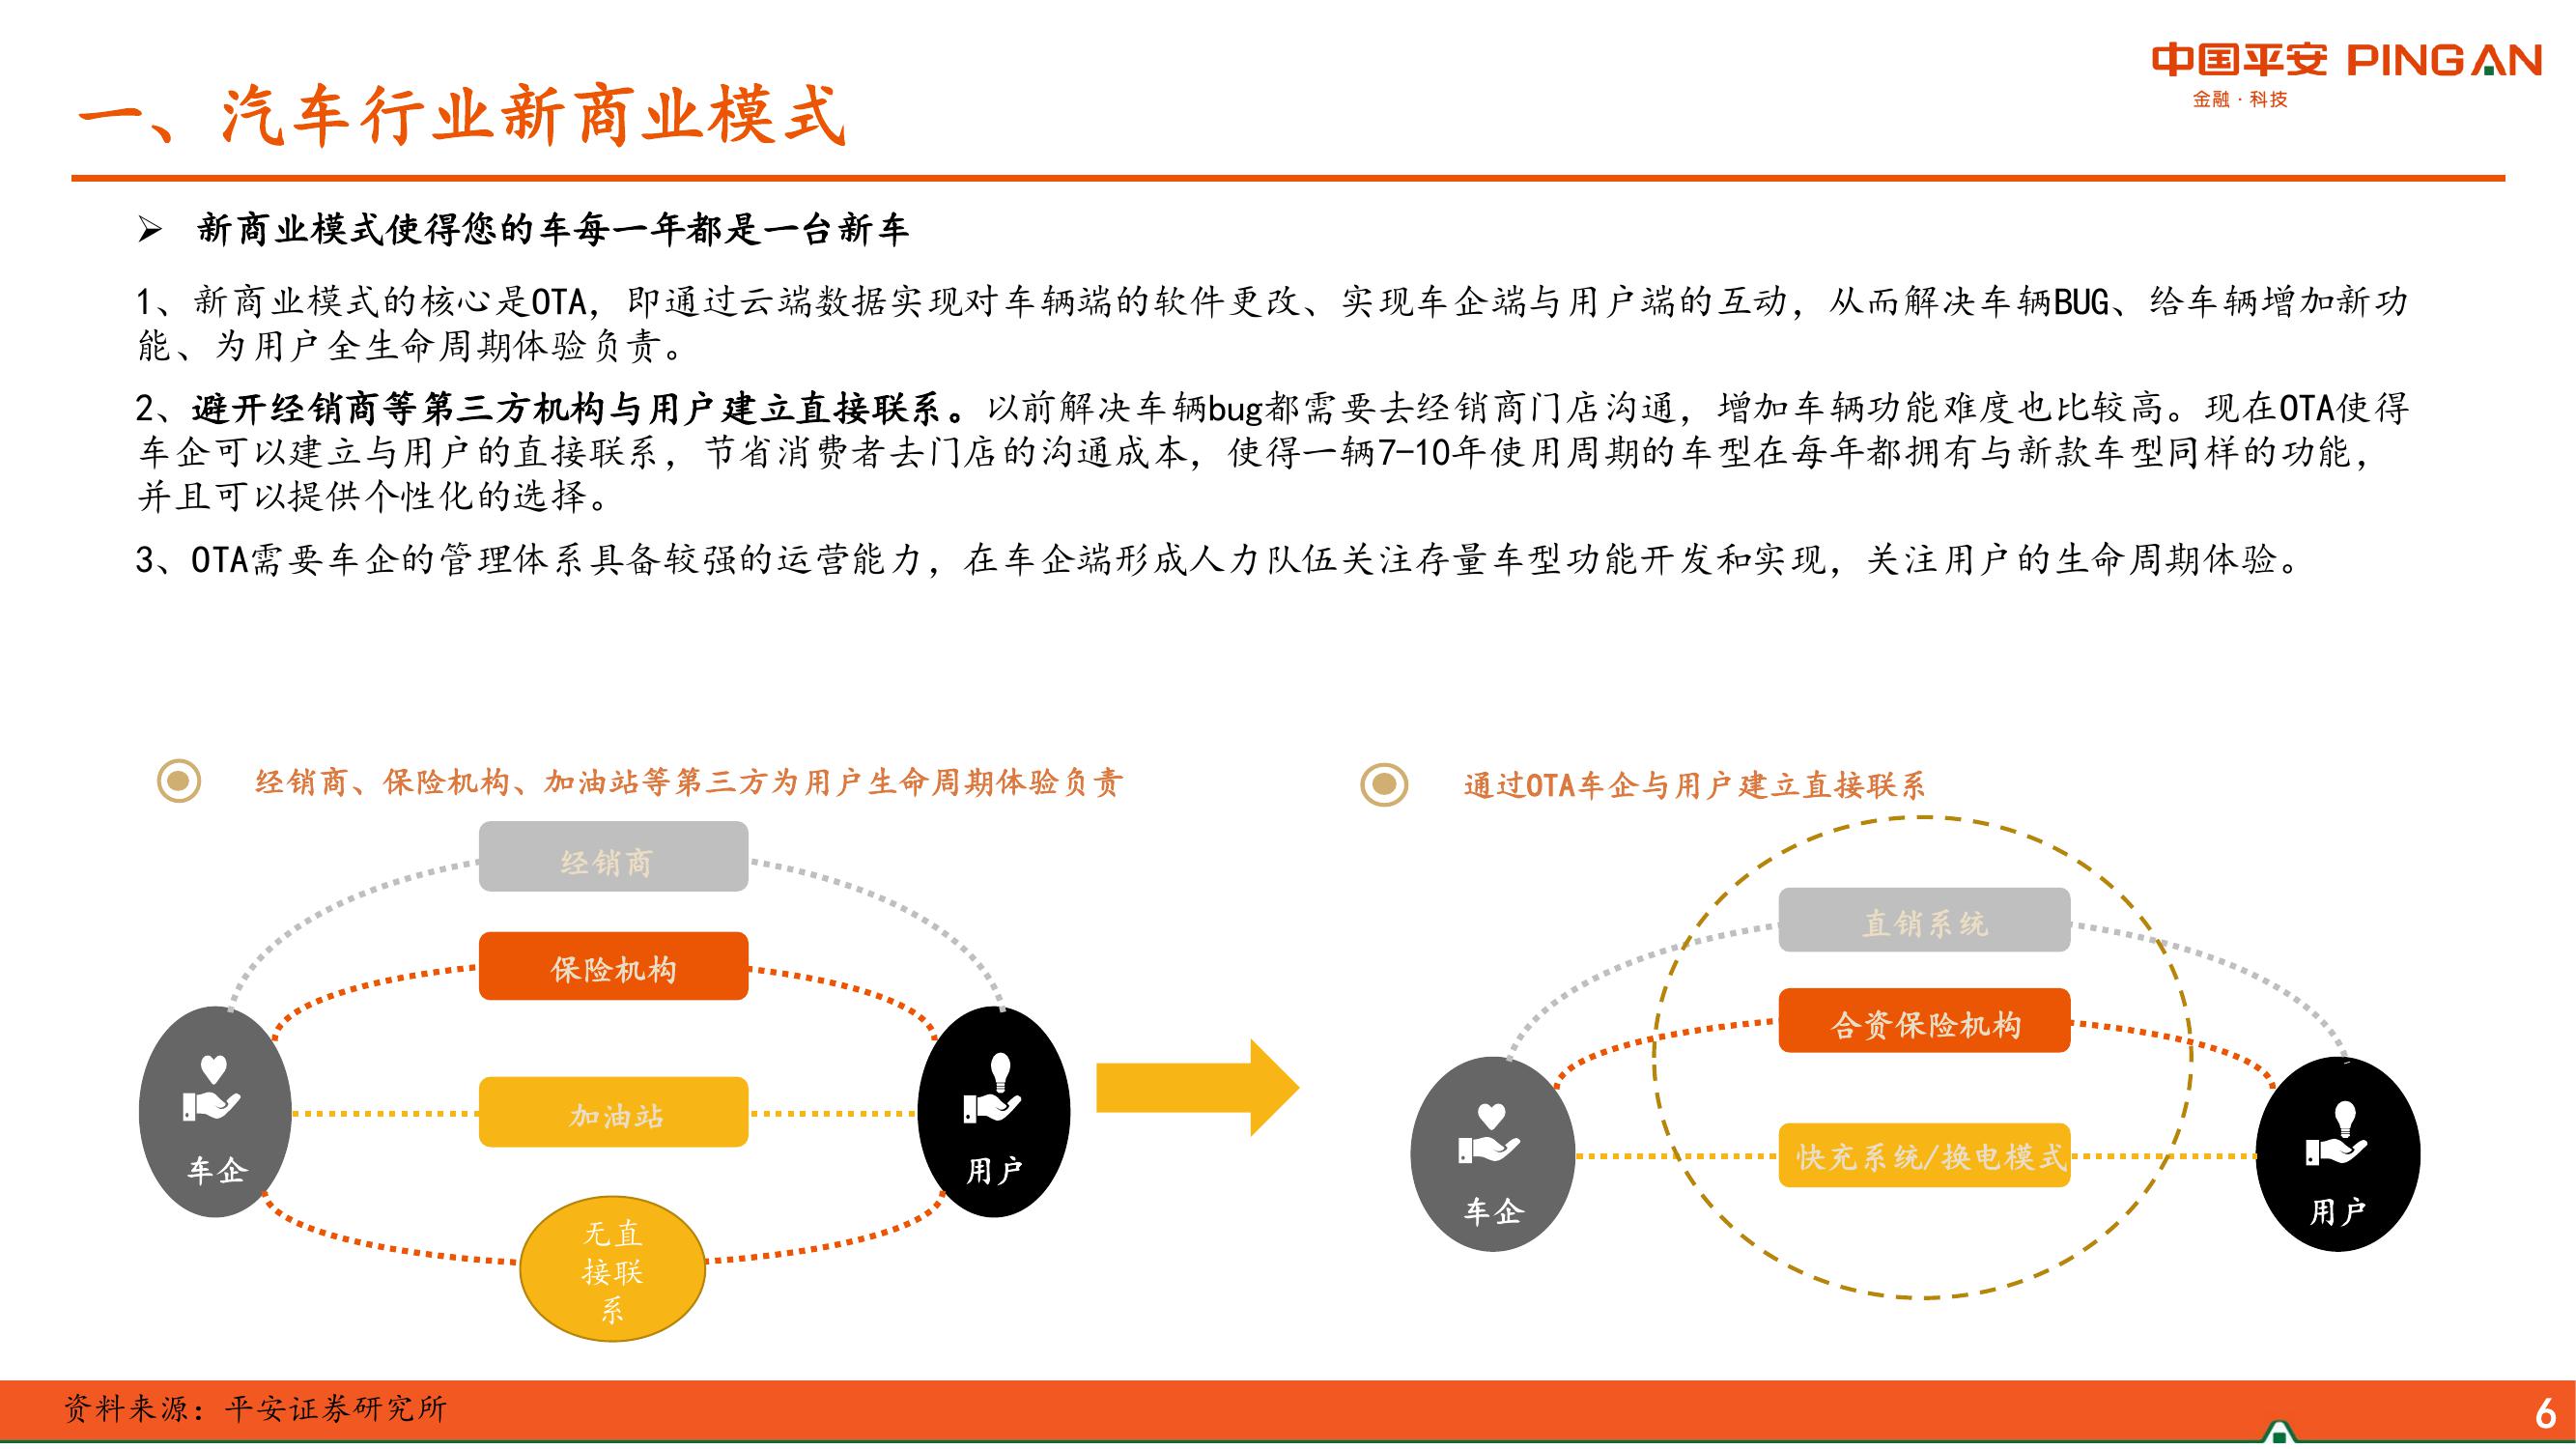 中国平安 PINGAN
金融·科技
一、汽车行业新商业模式
新商业模式使得您的车每一年都是一台新车
1、新商业模式的核心是OTA，即通过云端数据实现对车辆端的软件更改、实现车企端与用户端的互动，从而解决车辆BUG、给车辆增加新功
能、为用户全生命周期体验负责。
2、避开经销商等第三方机构与用户建立直接联系。以前解决车辆bug都需要去经销商门店沟通，增加车辆功能难度也比较高。现在OTA使得
车企可以建立与用户的直接联系，节省消费者去门店的沟通成本，使得一辆7-10年使用周期的车型在每年都拥有与新款车型同样的功能，
并且可以提供个性化的选择。
3、OTA需要车企的管理体系具备较强的运营能力，在车企端形成人力队伍关注存量车型功能开发和实现，关注用户的生命周期体验。
经销商、保险机构、加油站等第三方为用户生命周期体验负责
经销商
保险机构
加油站
车企
用户
无直
接联
系
通过OTA车企与用户建立直接联系
直销系统
合资保险机构
快充系统/换电模式
车企
用户
资料来源：平安证券研究所
6